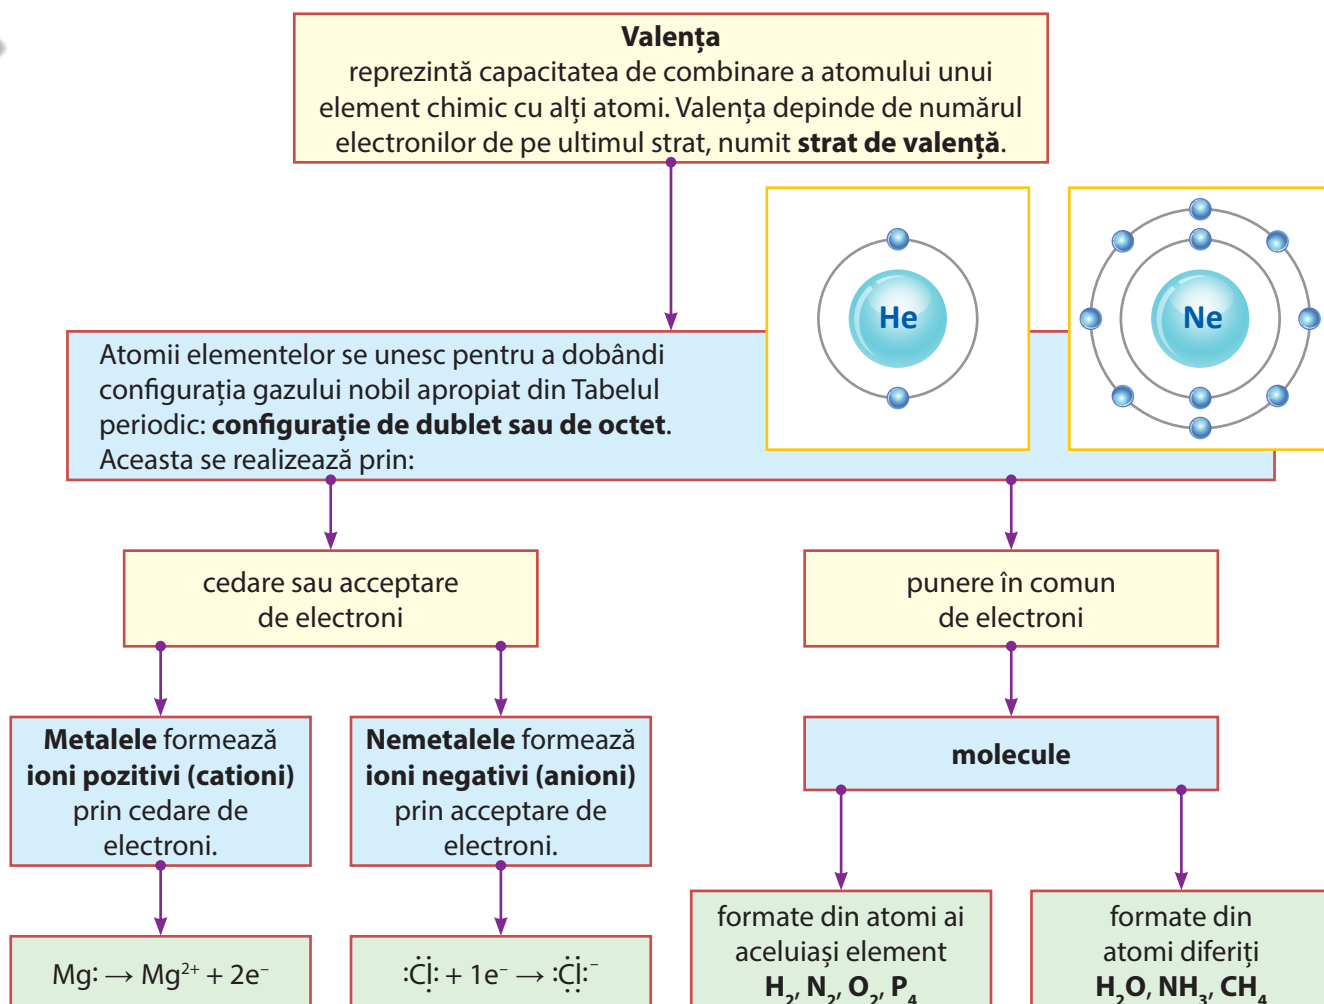 Valența
reprezintă capacitatea de combinare a atomului unui
element chimic cu alți atomi. Valența depinde de numărul
electronilor de pe ultimul strat, numit strat de valență.
He
Ne
Atomii elementelor se unesc pentru a dobândi
configurația gazului nobil apropiat din Tabelul
periodic: configurație de dublet sau de octet.
Aceasta se realizează prin:
cedare sau acceptare
de electroni
punere în comun
de electroni
Metalele formează
ioni pozitivi (cationi)
prin cedare de
electroni.
Nemetalele formează
ioni negativi (anioni)
prin acceptare de
electroni.
molecule
Mg: → Mg²⁺ + 2e⁻
:Cl: + 1e⁻ → :Cl:⁻
formate din atomi ai
aceluiași element
H₂, N₂, O₂, P₄
formate din
atomi diferiți
H₂O, NH₃, CH₄